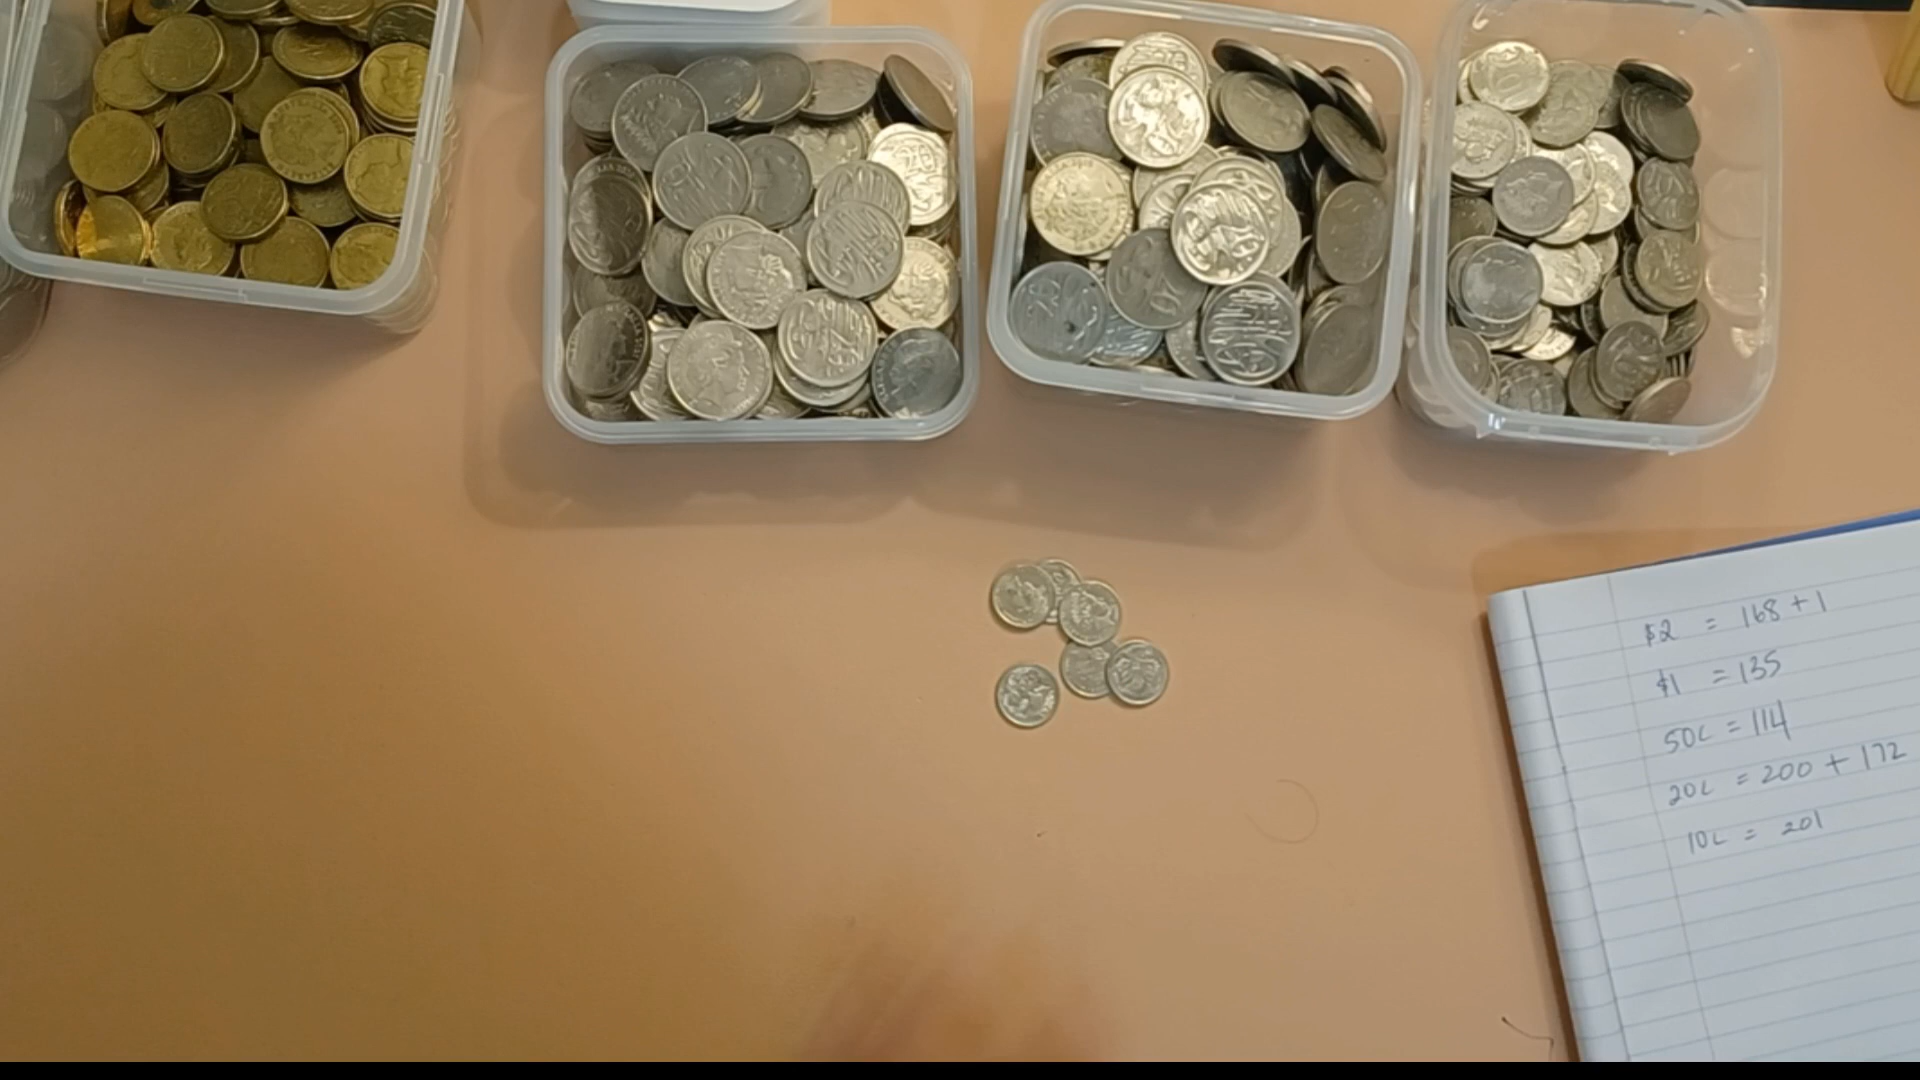 $2 = 168 + 1
$1 = 135
50c = 114
20c = 200 + 172
10c = 201